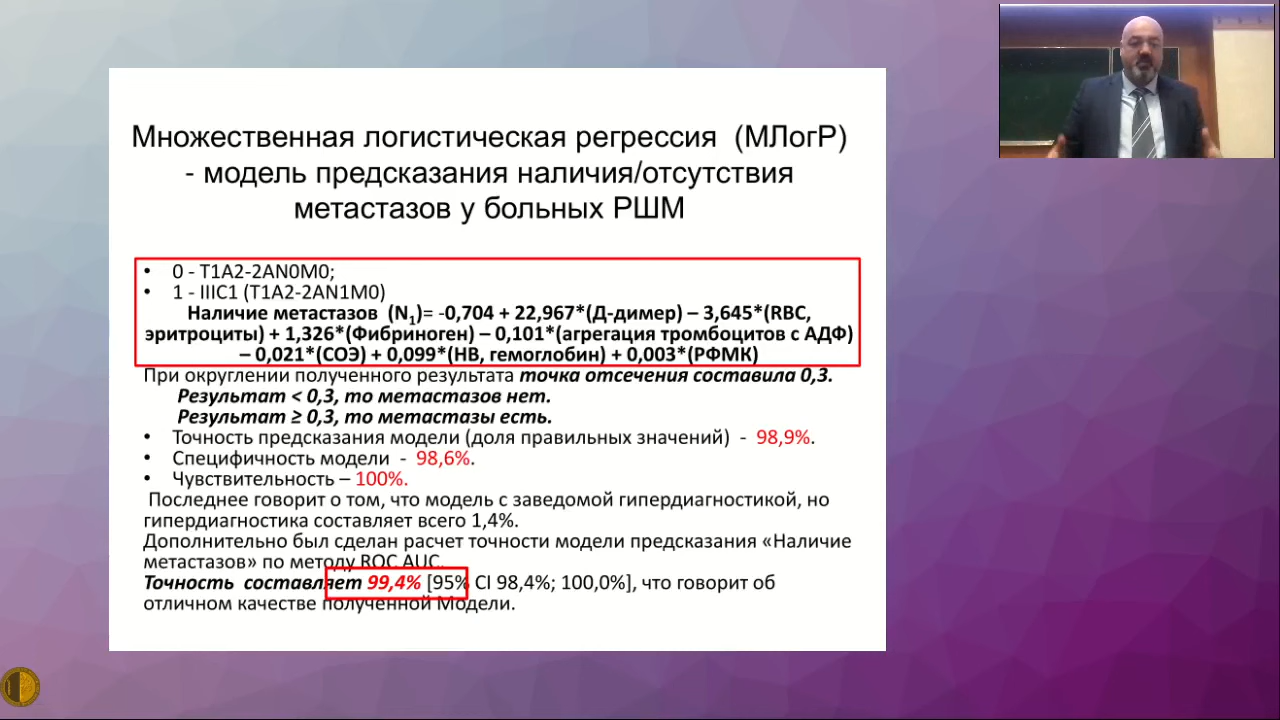 Множественная логистическая регрессия (МЛогР)
- модель предсказания наличия/отсутствия
метастазов у больных РШМ
• 0 - T1A2-2AN0M0;
• 1 - IIIC1 (T1A2-2AN1M0)
Наличие метастазов (N1)= -0,704 + 22,967*(Д-димер) – 3,645*(RBC,
эритроциты) + 1,326*(Фибриноген) – 0,101*(агрегация тромбоцитов с АДФ)
– 0,021*(СОЭ) + 0,099*(НВ, гемоглобин) + 0,003*(РФМК)
При округлении полученного результата точка отсечения составила 0,3.
Результат < 0,3, то метастазов нет.
Результат ≥ 0,3, то метастазы есть.
• Точность предсказания модели (доля правильных значений) - 98,9%.
• Специфичность модели - 98,6%.
• Чувствительность – 100%.
Последнее говорит о том, что модель с заведомой гипердиагностикой, но
гипердиагностика составляет всего 1,4%.
Дополнительно был сделан расчет точности модели предсказания «Наличие
метастазов» по методу ROC AUC.
Точность составляет 99,4% [95% CI 98,4%; 100,0%], что говорит об
отличном качестве полученной Модели.